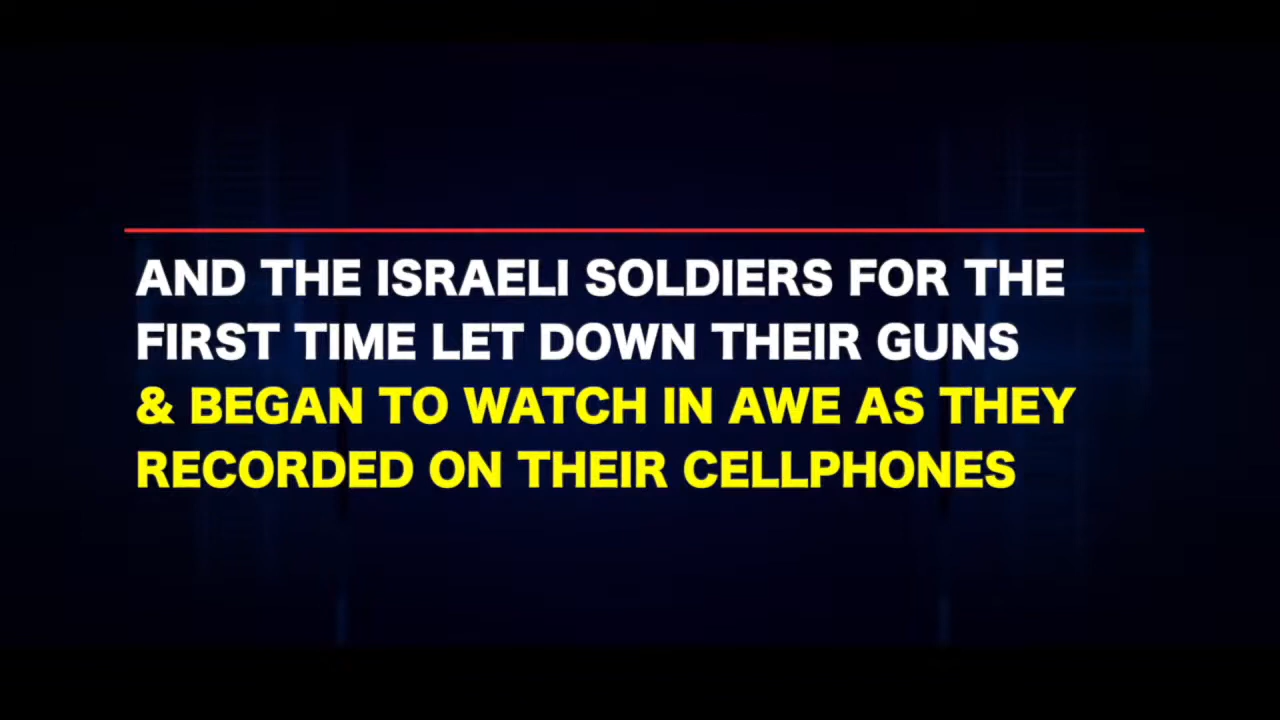 AND THE ISRAELI SOLDIERS FOR THE
FIRST TIME LET DOWN THEIR GUNS
& BEGAN TO WATCH IN AWE AS THEY
RECORDED ON THEIR CELLPHONES